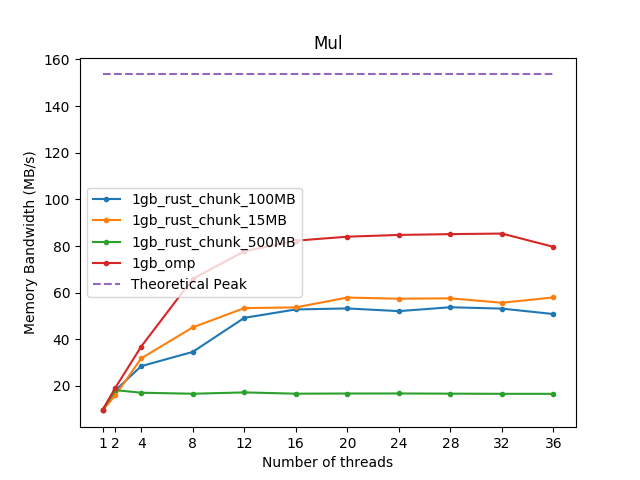 Mul
160
140
120
100
80
60
40
20
Memory Bandwidth (MB/s)
1gb_rust_chunk_100MB
1gb_rust_chunk_15MB
1gb_rust_chunk_500MB
1gb_omp
Theoretical Peak
1 2 4 8 12 16 20 24 28 32 36
Number of threads